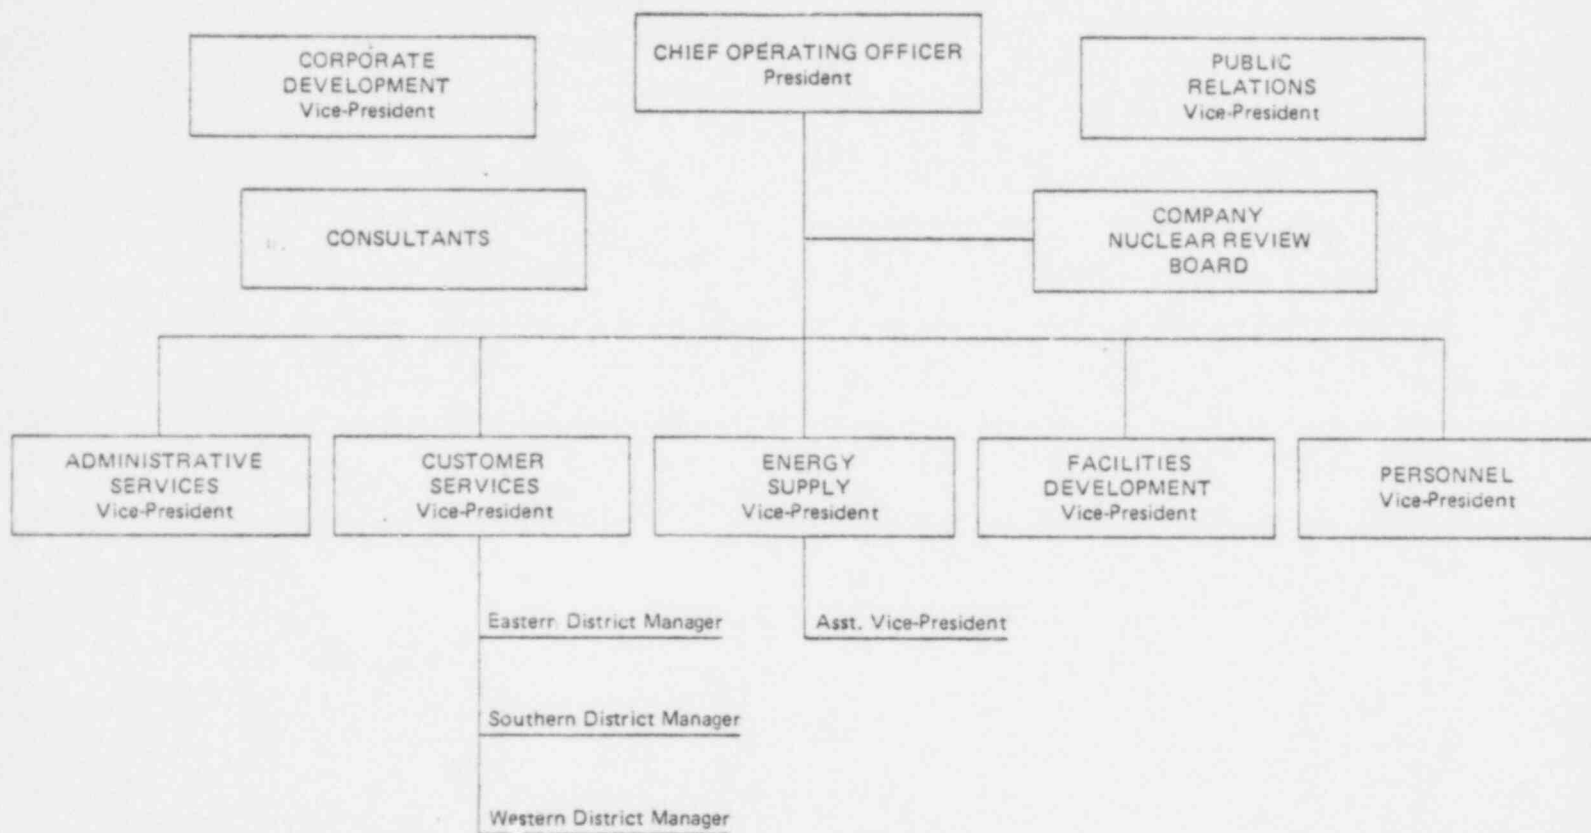 CORPORATE
DEVELOPMENT
Vice-President
CHIEF OPERATING OFFICER
President
PUBLIC
RELATIONS
Vice-President
CONSULTANTS
COMPANY
NUCLEAR REVIEW
BOARD
ADMINISTRATIVE
SERVICES
Vice-President
CUSTOMER
SERVICES
Vice-President
ENERGY
SUPPLY
Vice-President
FACILITIES
DEVELOPMENT
Vice-President
PERSONNEL
Vice-President
Eastern District Manager
Asst. Vice-President
Southern District Manager
Western District Manager